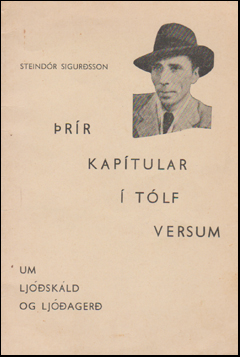 STEINDÓR SIGURÐSSON
ÞRÍR
KAPÍTULAR
Í TÓLF
VERSUM
UM
LJÓÐSKÁLD
OG LJÓÐAGERÐ